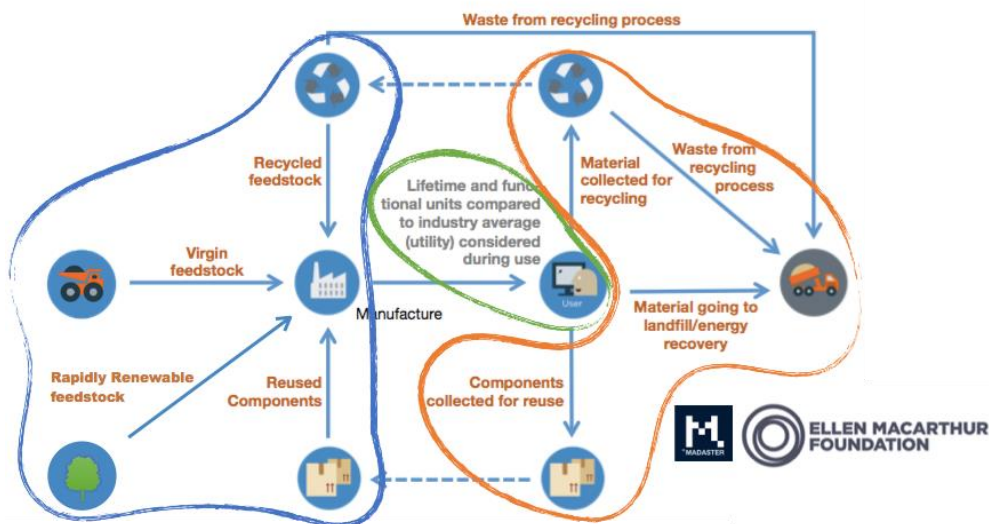 Waste from recycling process
Recycled
feedstock
Lifetime and func-
tional units compared
to industry average
(utility) considered
during use
Material
collected for
recycling
Waste from
recycling
process
Virgin
feedstock
Manufacture
User
Material going to
landfill/energy
recovery
Rapidly Renewable
feedstock
Reused
Components
Components
collected for reuse
M.
MADASTER
ELLEN MACARTHUR
FOUNDATION